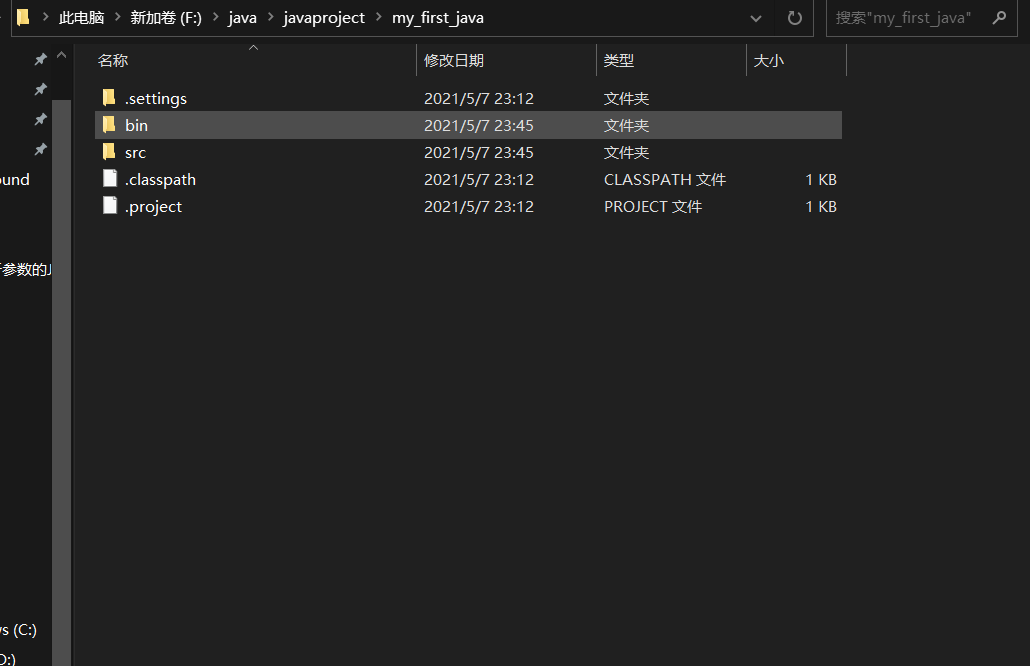 此电脑 新加卷 (F:) java javaproject my_first_java 搜索"my_first_java"
名称 修改日期 类型 大小
.settings 2021/5/7 23:12 文件夹
bin 2021/5/7 23:45 文件夹
src 2021/5/7 23:45 文件夹
.classpath 2021/5/7 23:12 CLASSPATH 文件 1 KB
.project 2021/5/7 23:12 PROJECT 文件 1 KB
ound
参数的J
s (C:)
D:)